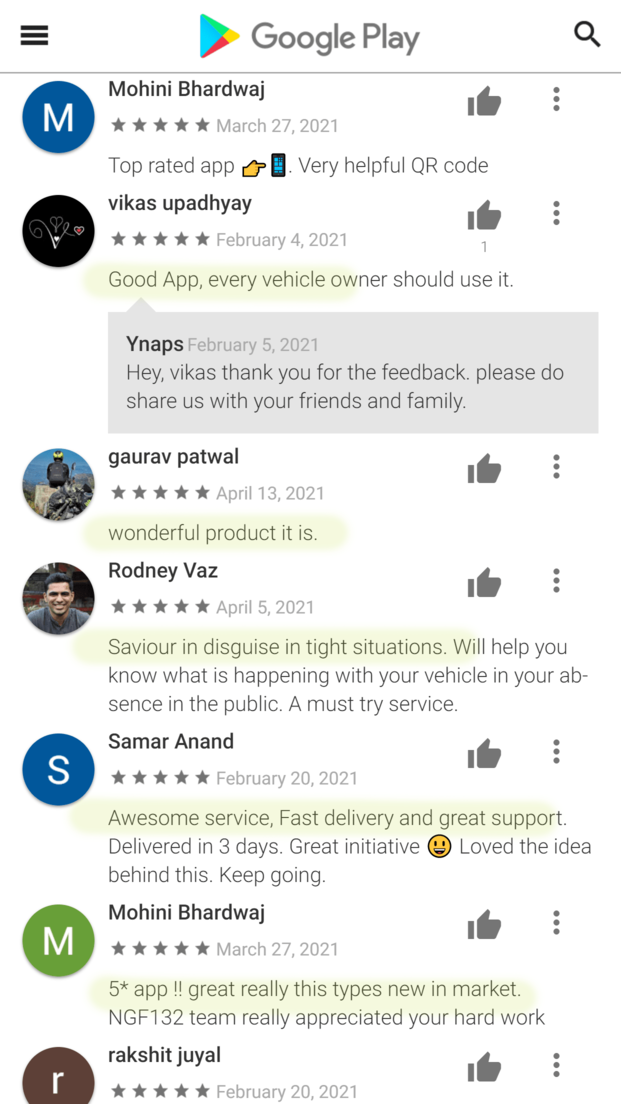 Google Play
M
Mohini Bhardwaj
★★★★★ March 27, 2021
Top rated app 👉📱. Very helpful QR code
vikas upadhyay
★★★★★ February 4, 2021
1
Good App, every vehicle owner should use it.
Ynaps February 5, 2021
Hey, vikas thank you for the feedback. please do
share us with your friends and family.
gaurav patwal
★★★★★ April 13, 2021
wonderful product it is.
Rodney Vaz
★★★★★ April 5, 2021
Saviour in disguise in tight situations. Will help you
know what is happening with your vehicle in your ab-
sence in the public. A must try service.
S
Samar Anand
★★★★★ February 20, 2021
Awesome service, Fast delivery and great support.
Delivered in 3 days. Great initiative 😃 Loved the idea
behind this. Keep going.
M
Mohini Bhardwaj
★★★★★ March 27, 2021
5* app !! great really this types new in market.
NGF132 team really appreciated your hard work
r
rakshit juyal
★★★★★ February 20, 2021